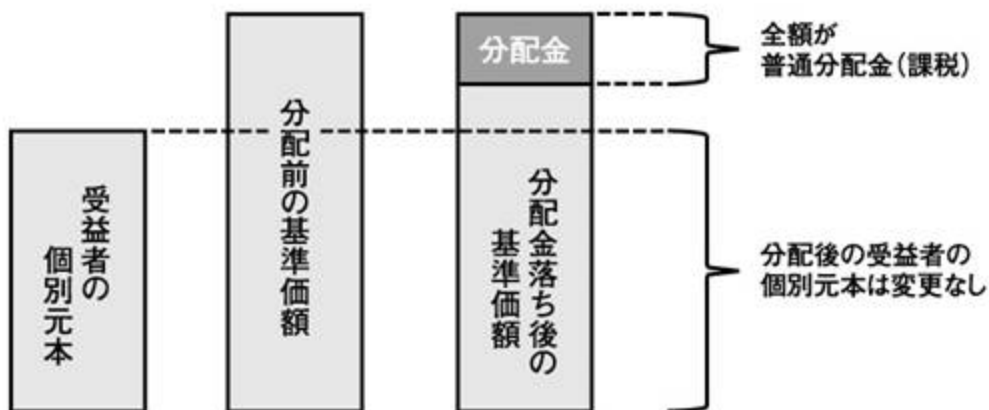 受益者の
個別元本
分配前の基準価額
分配金
分配金落ち後の
基準価額
全額が
普通分配金(課税)
分配後の受益者の
個別元本は変更なし